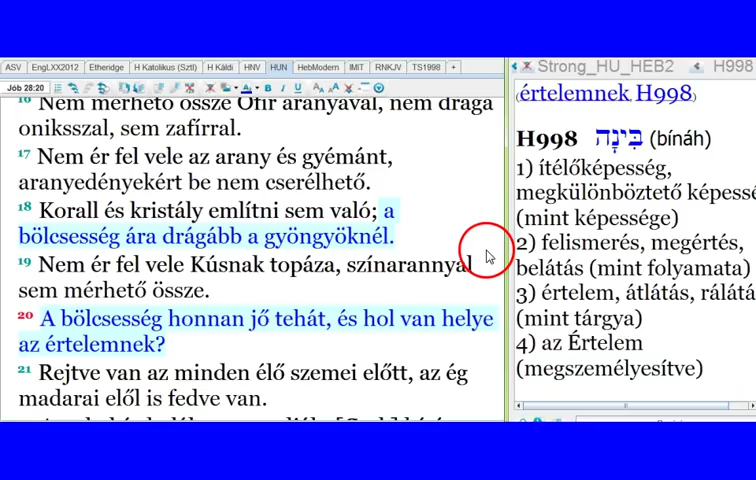 ASV EngLXX2012 Etheridge H Katolikus (SztI) H Káldi HNV HUN HebModern IMIT RNKJV TS1998 +
Jób 28:20
16 Nem mérhető össze Ófir aranyával, nem drága
oniksszal, sem zafírral.
17 Nem ér fel vele az arany és gyémánt,
aranyedényekért be nem cserélhető.
18 Korall és kristály említni sem való; a
bölcsesség ára drágább a gyöngyöknél.
19 Nem ér fel vele Kúsnak topáza, színarannyal
sem mérhető össze.
20 A bölcsesség honnan jő tehát, és hol van helye
az értelemnek?
21 Rejtve van az minden élő szemei előtt, az ég
madarai elől is fedve van.
Strong_HU_HEB2 H998
(értelemnek H998)
H998 בִּינָה (bínáh)
1) ítélőképesség,
megkülönböztető képessé
(mint képessége)
2) felismerés, megértés,
belátás (mint folyamata)
3) értelem, átlátás, rálátá
(mint tárgya)
4) az Értelem
(megszemélyesítve)